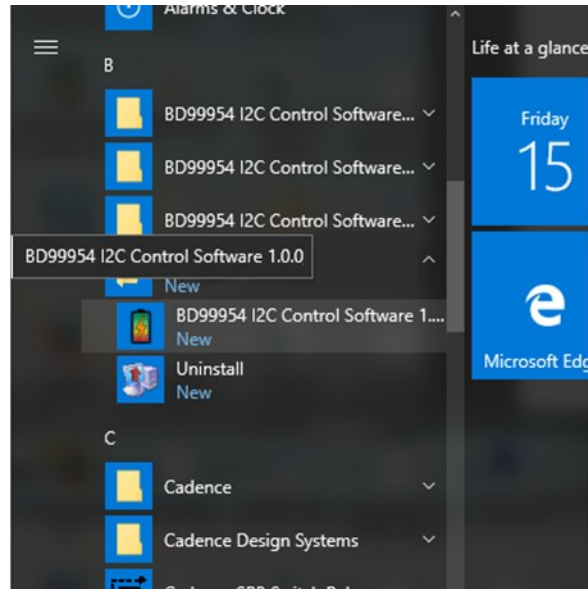 Alarms & Clock
Life at a glance
B
BD99954 I2C Control Software...
Friday
15
BD99954 I2C Control Software...
BD99954 I2C Control Software...
BD99954 I2C Control Software 1.0.0
New
BD99954 I2C Control Software 1....
New
Microsoft Edg
Uninstall
New
C
Cadence
Cadence Design Systems